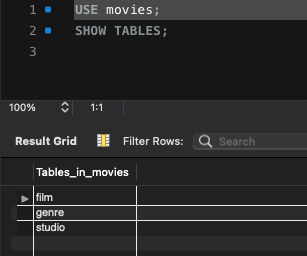 1 USE movies;
2 SHOW TABLES;
3
100% 1:1
Result Grid Filter Rows: Search
Tables_in_movies
film
genre
studio